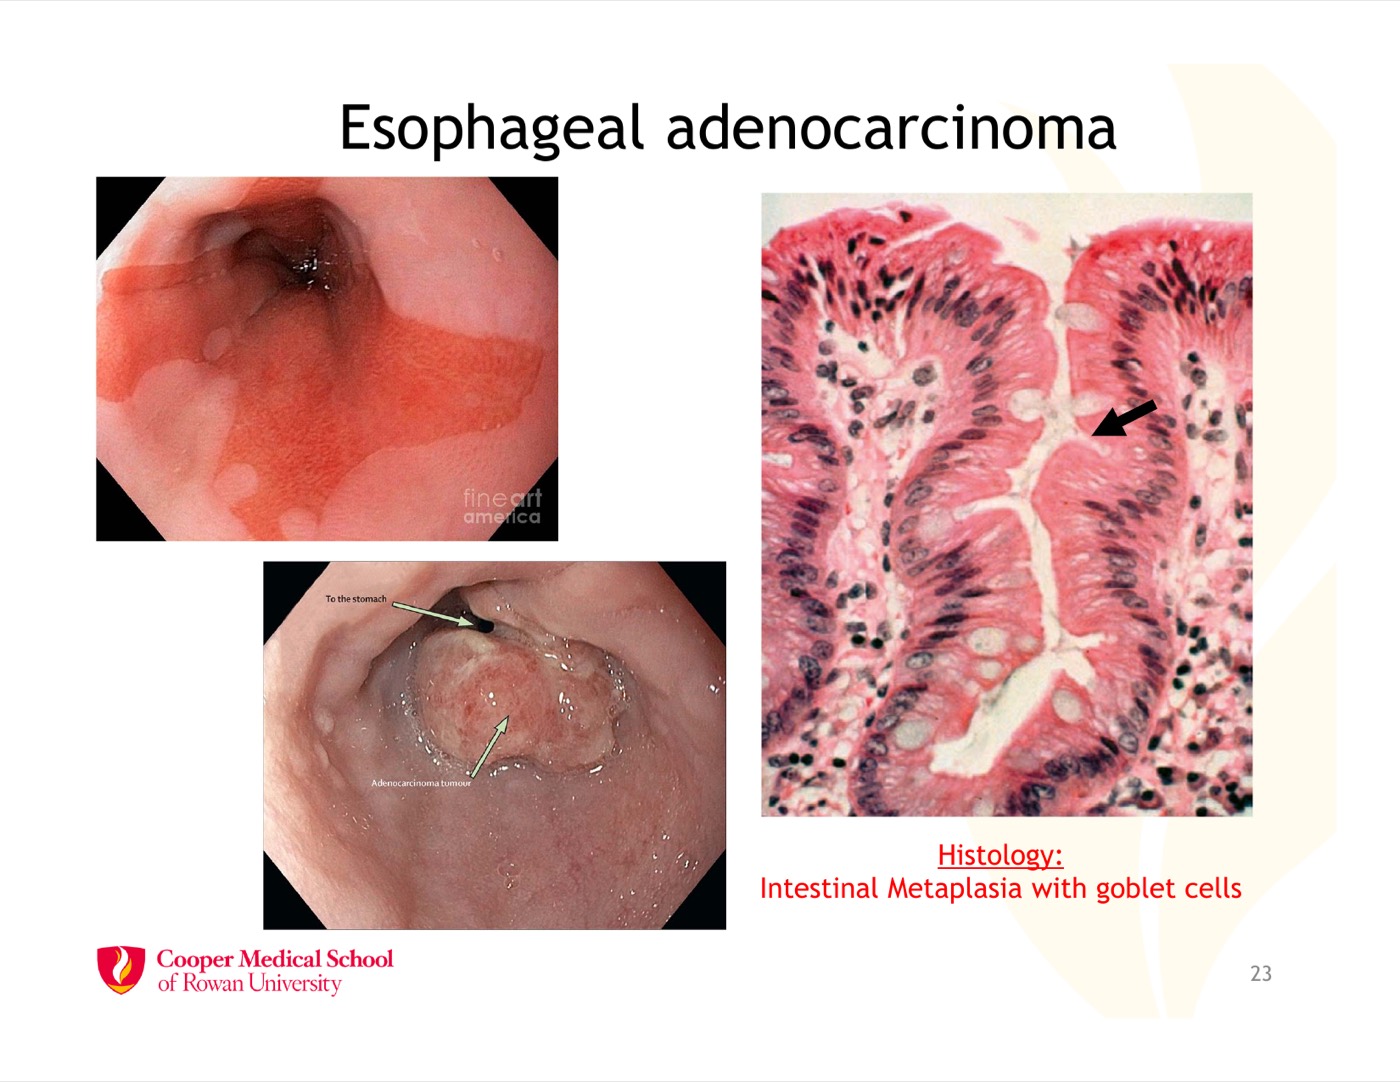 Esophageal adenocarcinoma
fineart
america
To the stomach
Adenocarcinoma tumour
Histology:
Intestinal Metaplasia with goblet cells
Cooper Medical School
of Rowan University
23